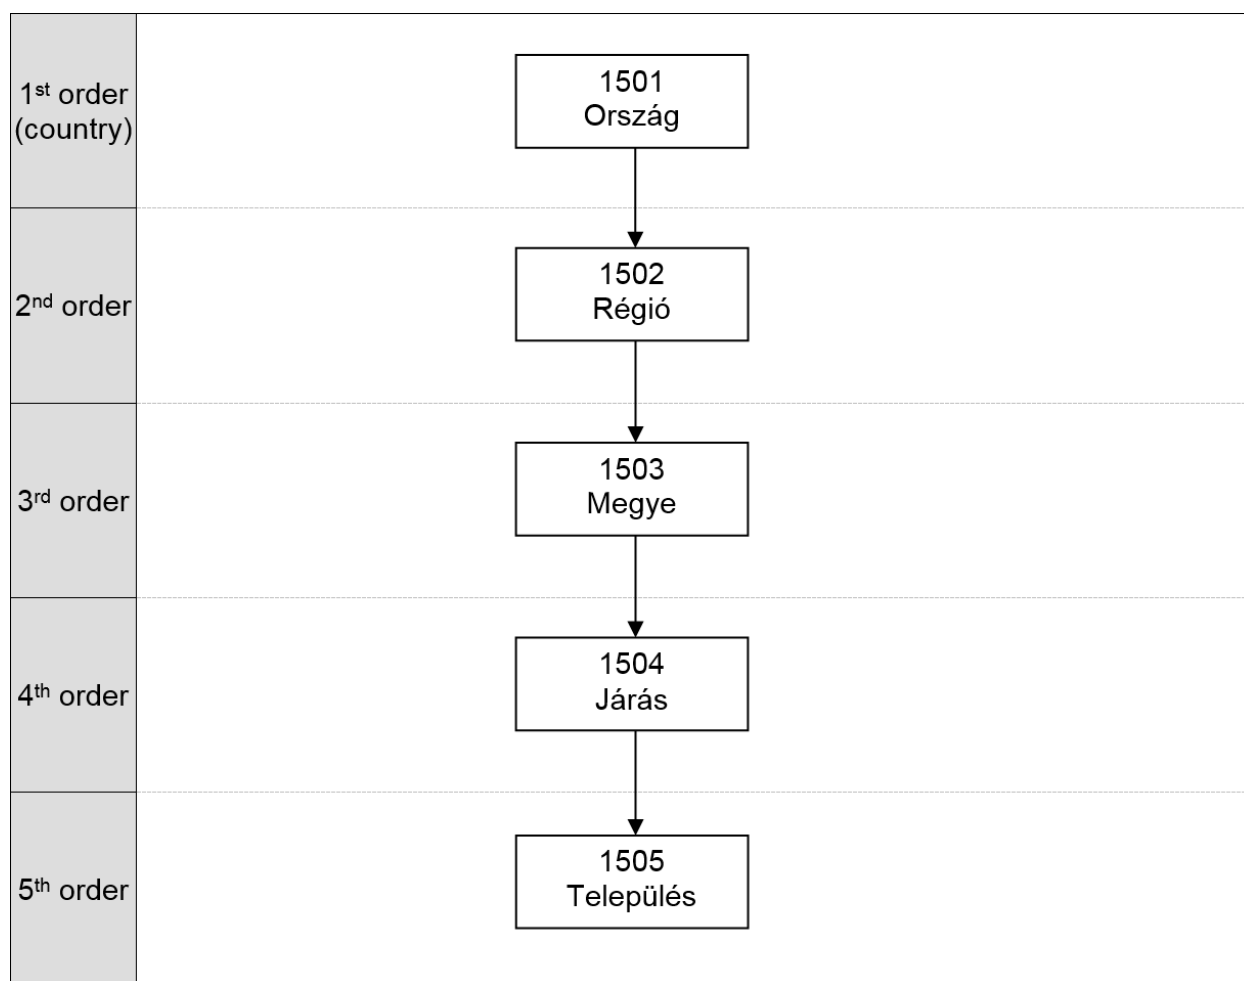 1st order
(country)
1501
Ország
2nd order
1502
Régió
3rd order
1503
Megye
4th order
1504
Járás
5th order
1505
Település